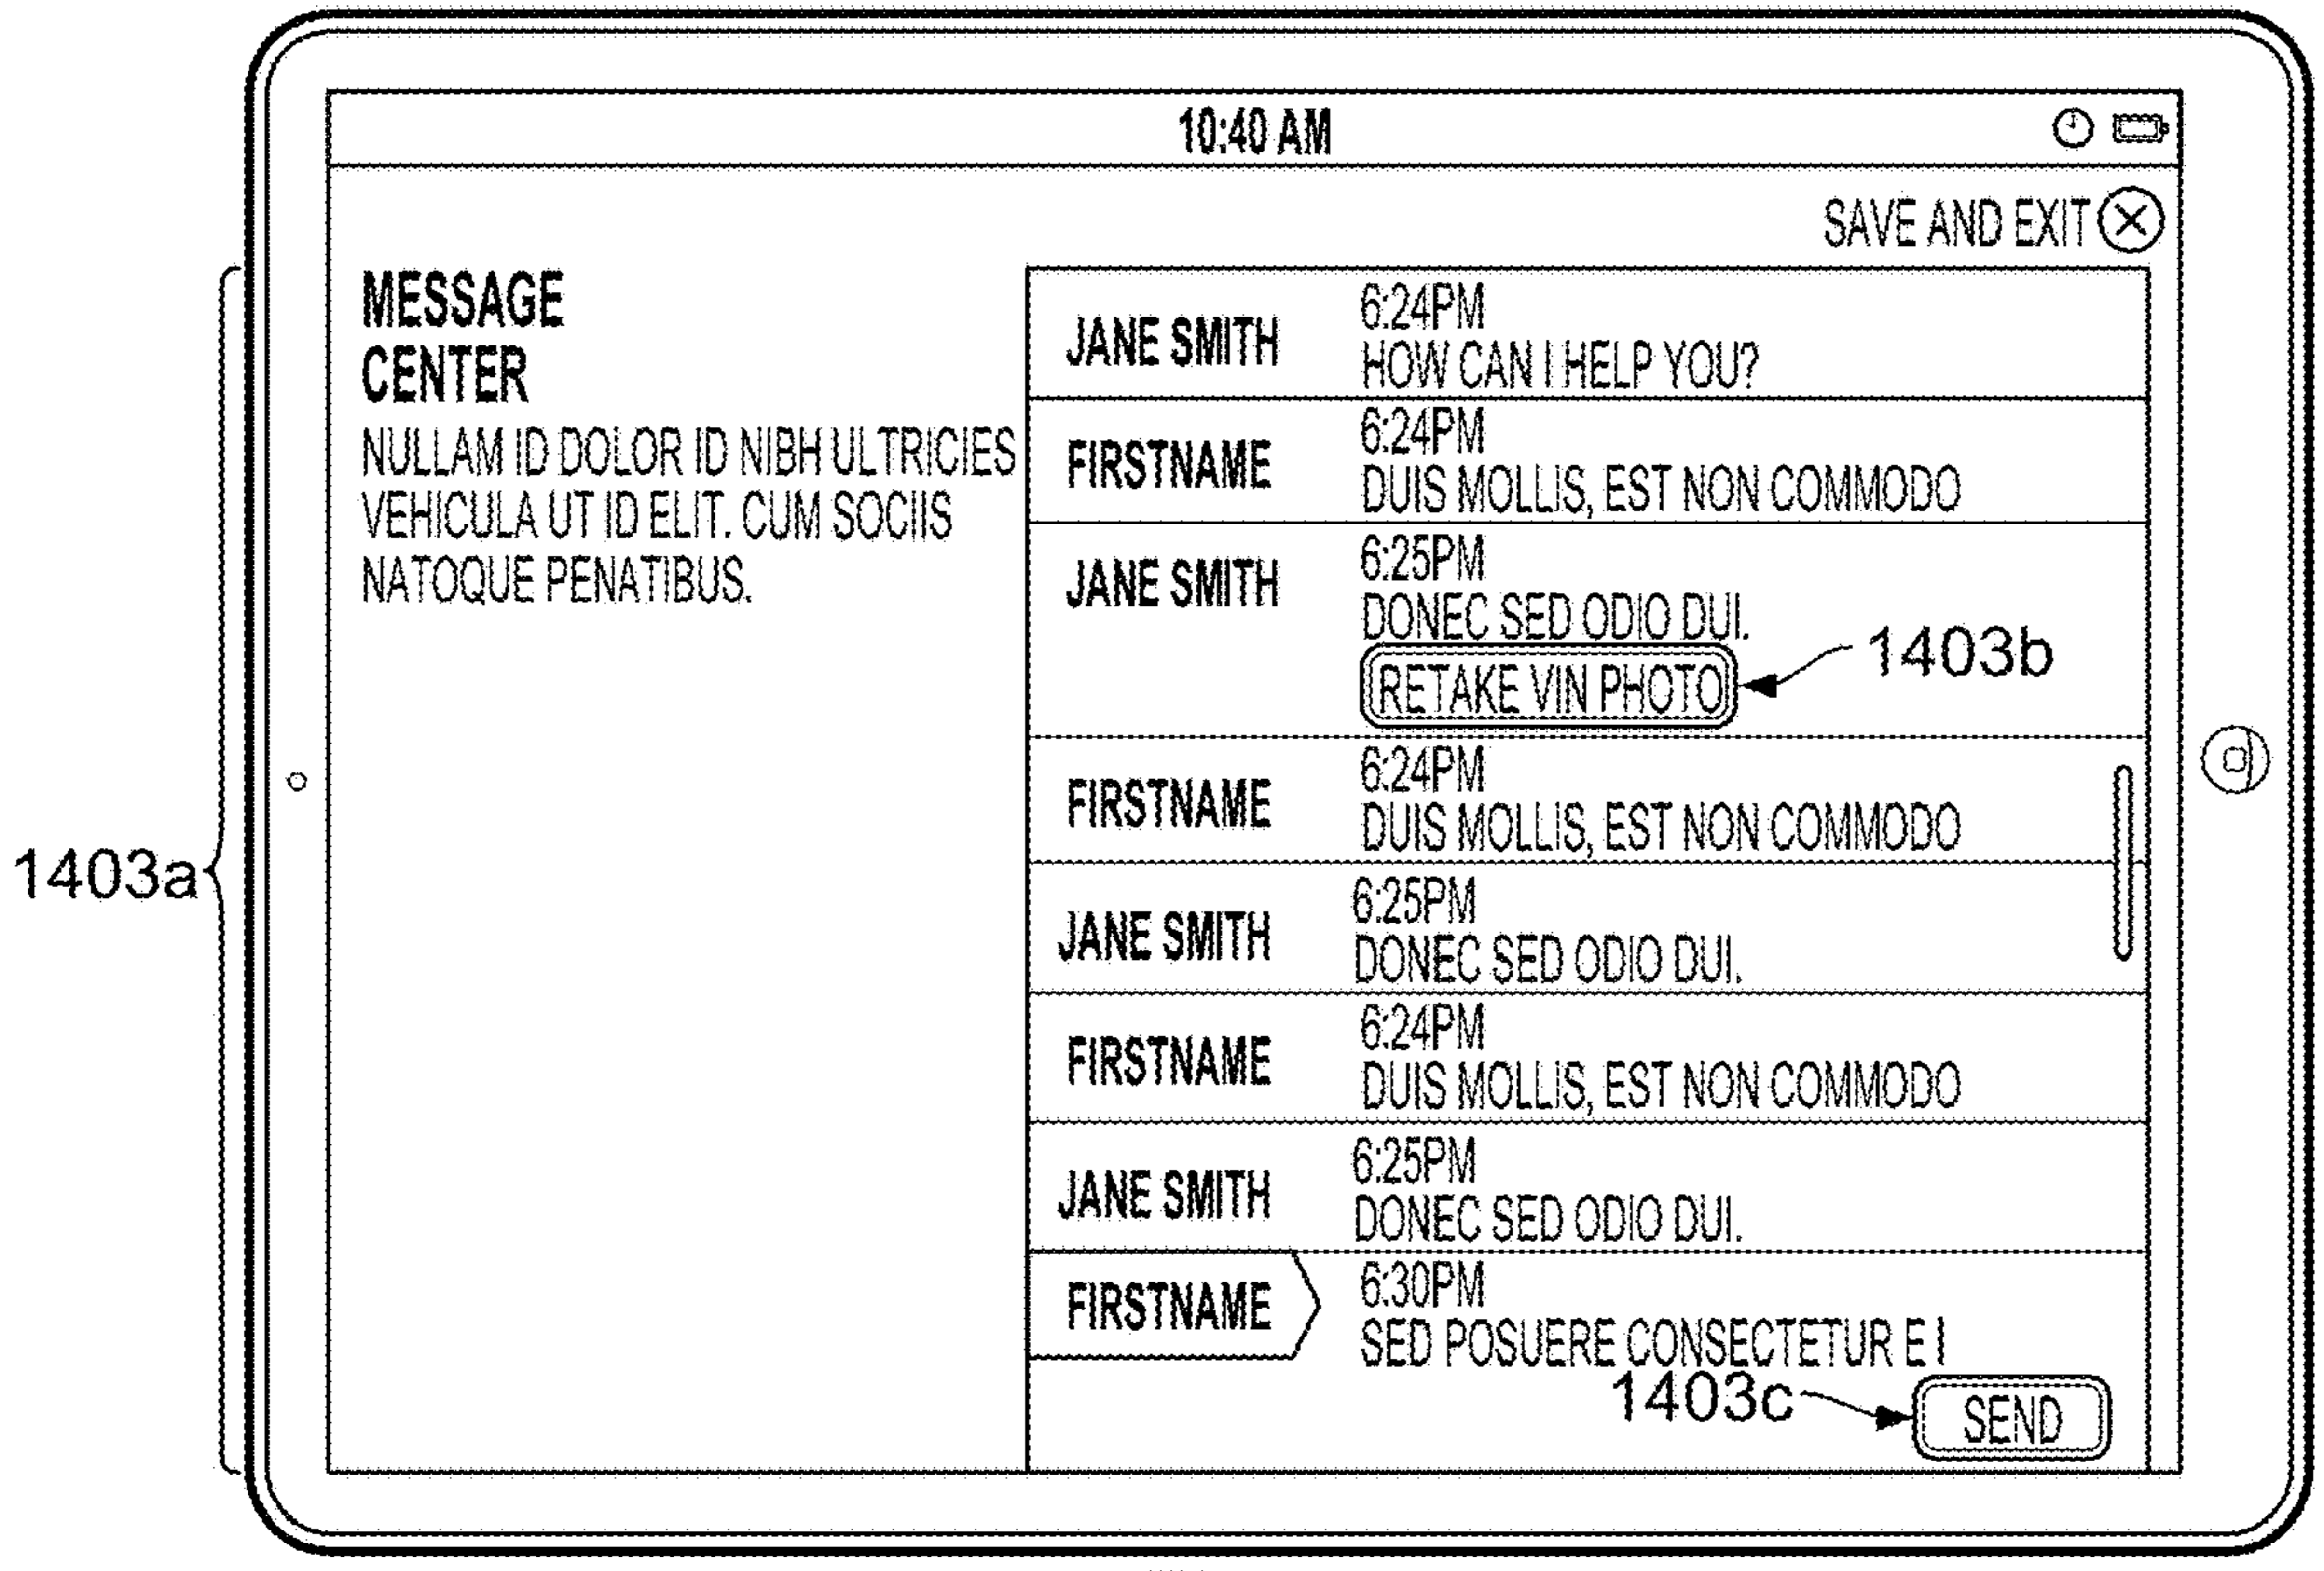 10:40 AM
SAVE AND EXIT
MESSAGE
CENTER
NULLAM ID DOLOR ID NIBH ULTRICIES
VEHICULA UT ID ELIT. CUM SOCIIS
NATOQUE PENATIBUS.
JANE SMITH
6:24PM
HOW CAN I HELP YOU?
FIRSTNAME
6:24PM
DUIS MOLLIS, EST NON COMMODO
JANE SMITH
6:25PM
DONEC SED ODIO DUI.
RETAKE VIN PHOTO
1403b
FIRSTNAME
6:24PM
DUIS MOLLIS, EST NON COMMODO
1403a
JANE SMITH
6:25PM
DONEC SED ODIO DUI.
FIRSTNAME
6:24PM
DUIS MOLLIS, EST NON COMMODO
JANE SMITH
6:25PM
DONEC SED ODIO DUI.
FIRSTNAME
6:30PM
SED POSUERE CONSECTETUR E
1403c
SEND